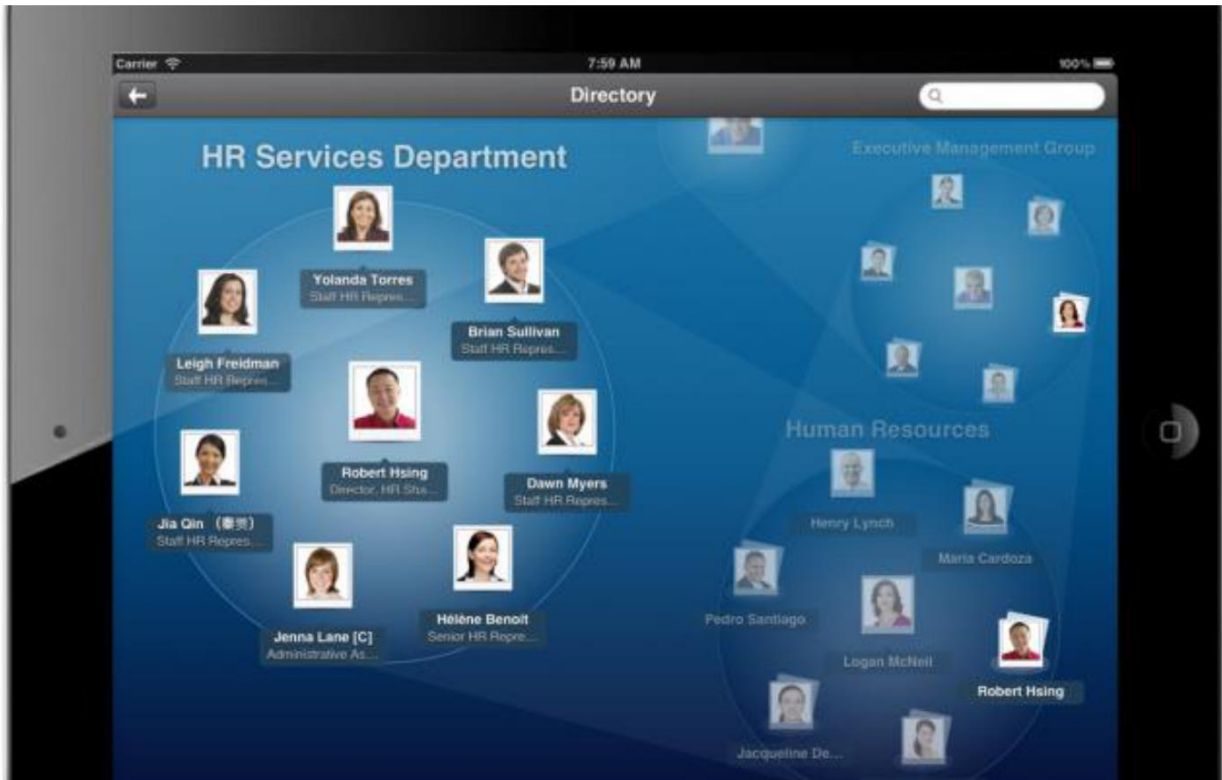 Carrier
7:59 AM
100%
Directory
HR Services Department
Executive Management Group
Yolanda Torres
Staff HR Repres...
Brian Sullivan
Staff HR Repres...
Leigh Freidman
Staff HR Repres...
Robert Hsing
Director, HR Sha...
Dawn Myers
Staff HR Repres...
Jia Qin
Staff HR Repres...
Hélène Benoit
Senior HR Repre...
Jenna Lane [C]
Administrative As...
Human Resources
Henry Lynch
Maria Cardoza
Pedro Santiago
Logan McNeil
Robert Hsing
Jacqueline De...